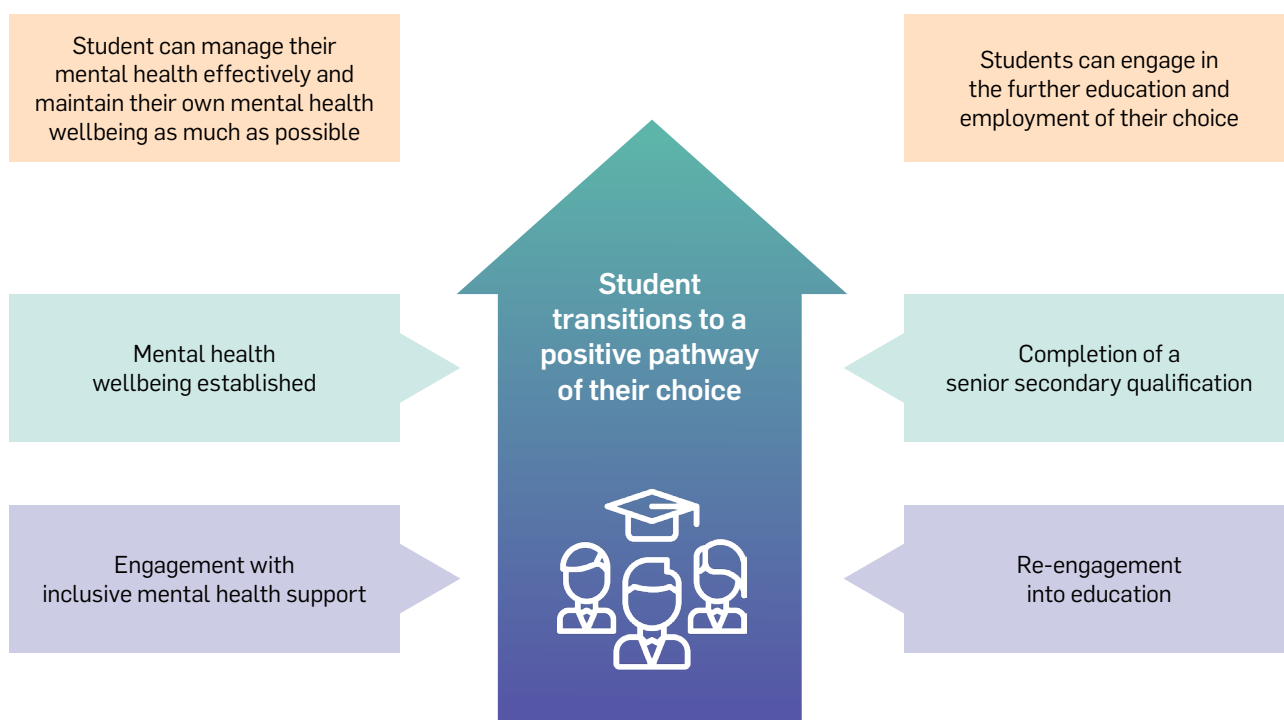 Student can manage their
mental health effectively and
maintain their own mental health
wellbeing as much as possible
Students can engage in
the further education and
employment of their choice
Student
transitions to a
positive pathway
of their choice
Mental health
wellbeing established
Completion of a
senior secondary qualification
Engagement with
inclusive mental health support
Re-engagement
into education